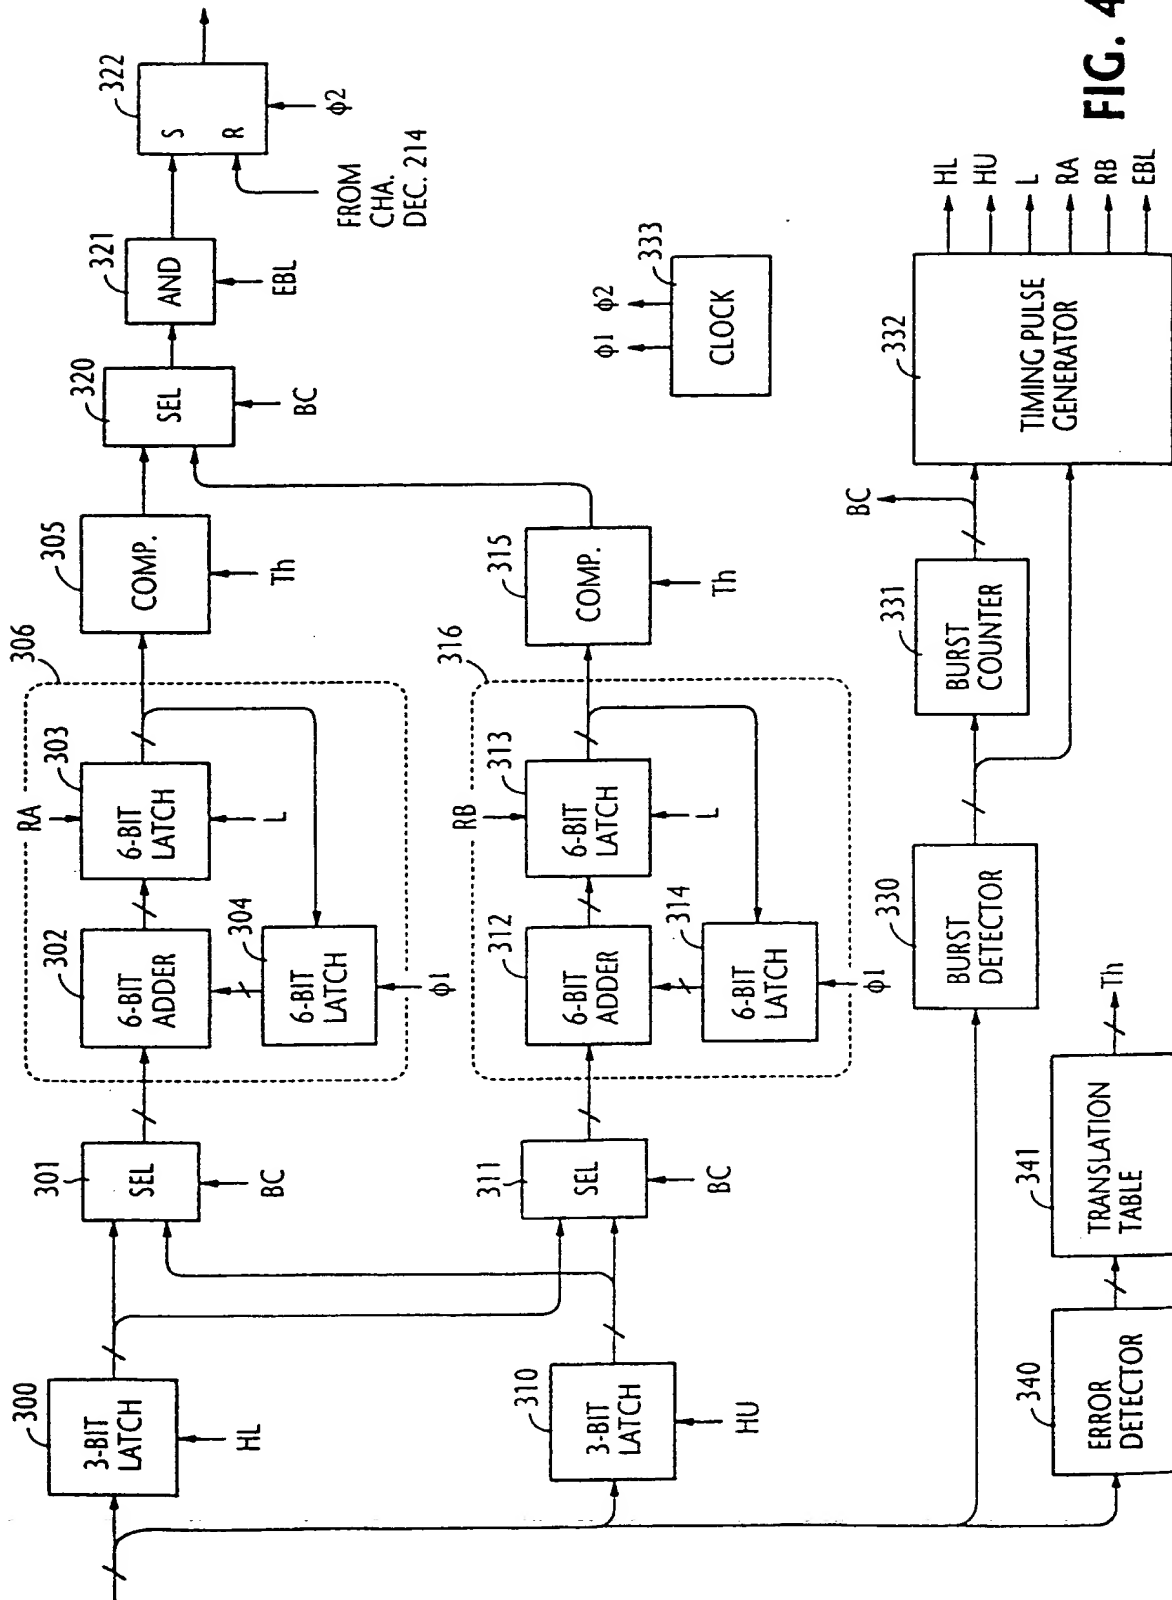 300
3-BIT
LATCH
HL
301
SEL
BC
302
6-BIT
ADDER
RA
303
6-BIT
LATCH
L
304
6-BIT
LATCH
φ1
306
305
COMP.
Th
320
SEL
BC
321
AND
EBL
322
S
R
φ2
FROM
CHA.
DEC. 214
310
3-BIT
LATCH
HU
311
SEL
BC
312
6-BIT
ADDER
RB
313
6-BIT
LATCH
L
314
6-BIT
LATCH
φ1
316
315
COMP.
Th
φ1
φ2
333
CLOCK
330
BURST
DETECTOR
331
BURST
COUNTER
BC
332
TIMING PULSE
GENERATOR
HL
HU
L
RA
RB
EBL
340
ERROR
DETECTOR
341
TRANSLATION
TABLE
Th
FIG. 4